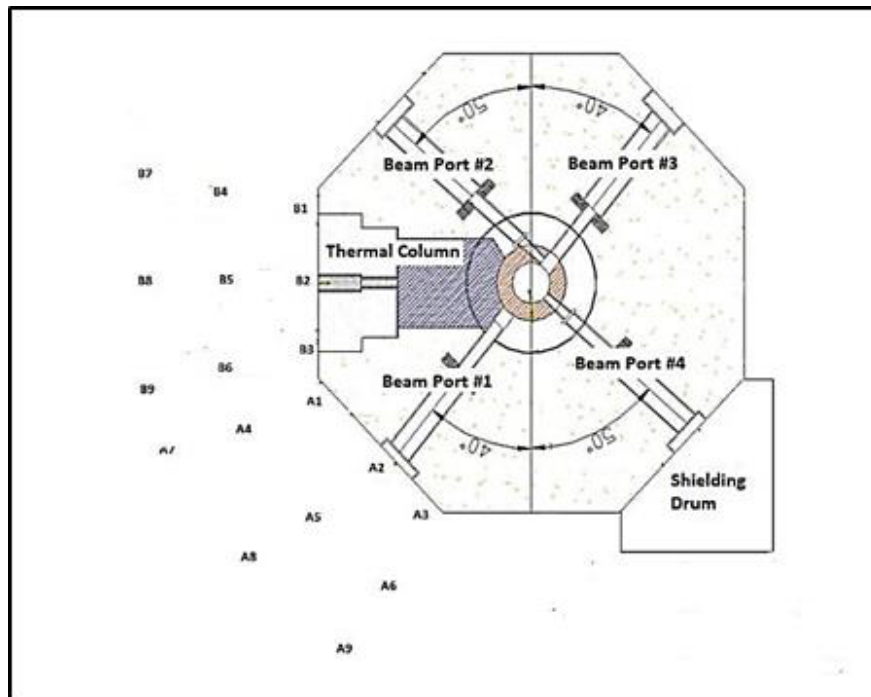 50°
40°
Beam Port #2
Beam Port #3
B7
B4
B1
Thermal Column
B8
B5
B2
B3
B6
Beam Port #4
B9
Beam Port #1
A1
A4
40°
50°
A7
A2
Shielding
Drum
A5
A3
A8
A6
A9